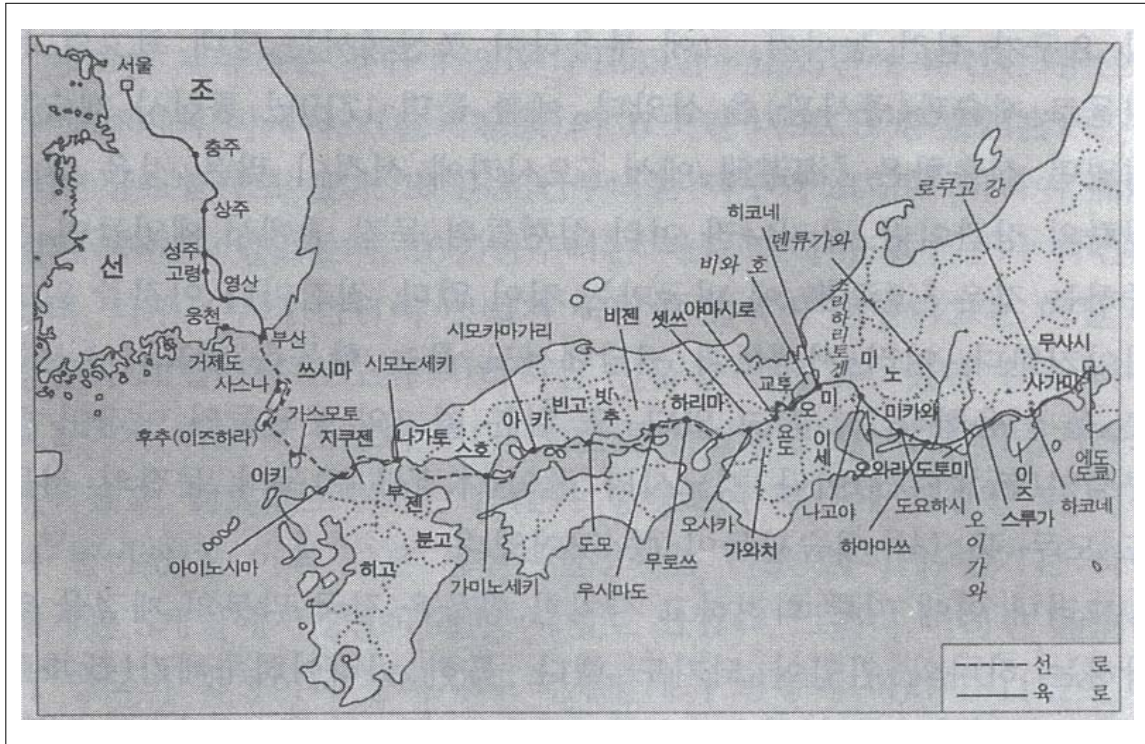 서울
조
선
충주
상주
성주
고령
영산
웅천
부산
거제도
사스나
쓰시마
가스모토
후추(이즈하라)
이키
지쿠젠
아이노시마
시모노세키
나가토
부젠
분고
히고
스호
가미노세키
시모카마가리
아카
빈고
빗추
도모
비젠
우시마도
하리마
무로쓰
셋쓰
오사카
야마시로
교토
요도
가와치
비와 호
히코네
오미
이세
스리하리토게
미노
나고야
오와라
덴류가와
미카와
도요하시
하마마쓰
도토미
오이가와
스루가
이즈
사가미
하코네
로쿠고 강
무사시
에도
(도쿄)
선 로
육 로